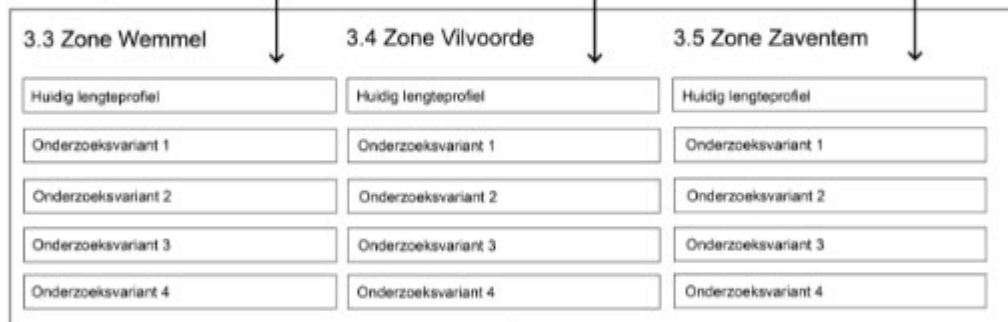 3.3 Zone Wemmel
Huidig lengteprofiel
Onderzoeksvariant 1
Onderzoeksvariant 2
Onderzoeksvariant 3
Onderzoeksvariant 4
3.4 Zone Vilvoorde
Huidig lengteprofiel
Onderzoeksvariant 1
Onderzoeksvariant 2
Onderzoeksvariant 3
Onderzoeksvariant 4
3.5 Zone Zaventem
Huidig lengteprofiel
Onderzoeksvariant 1
Onderzoeksvariant 2
Onderzoeksvariant 3
Onderzoeksvariant 4